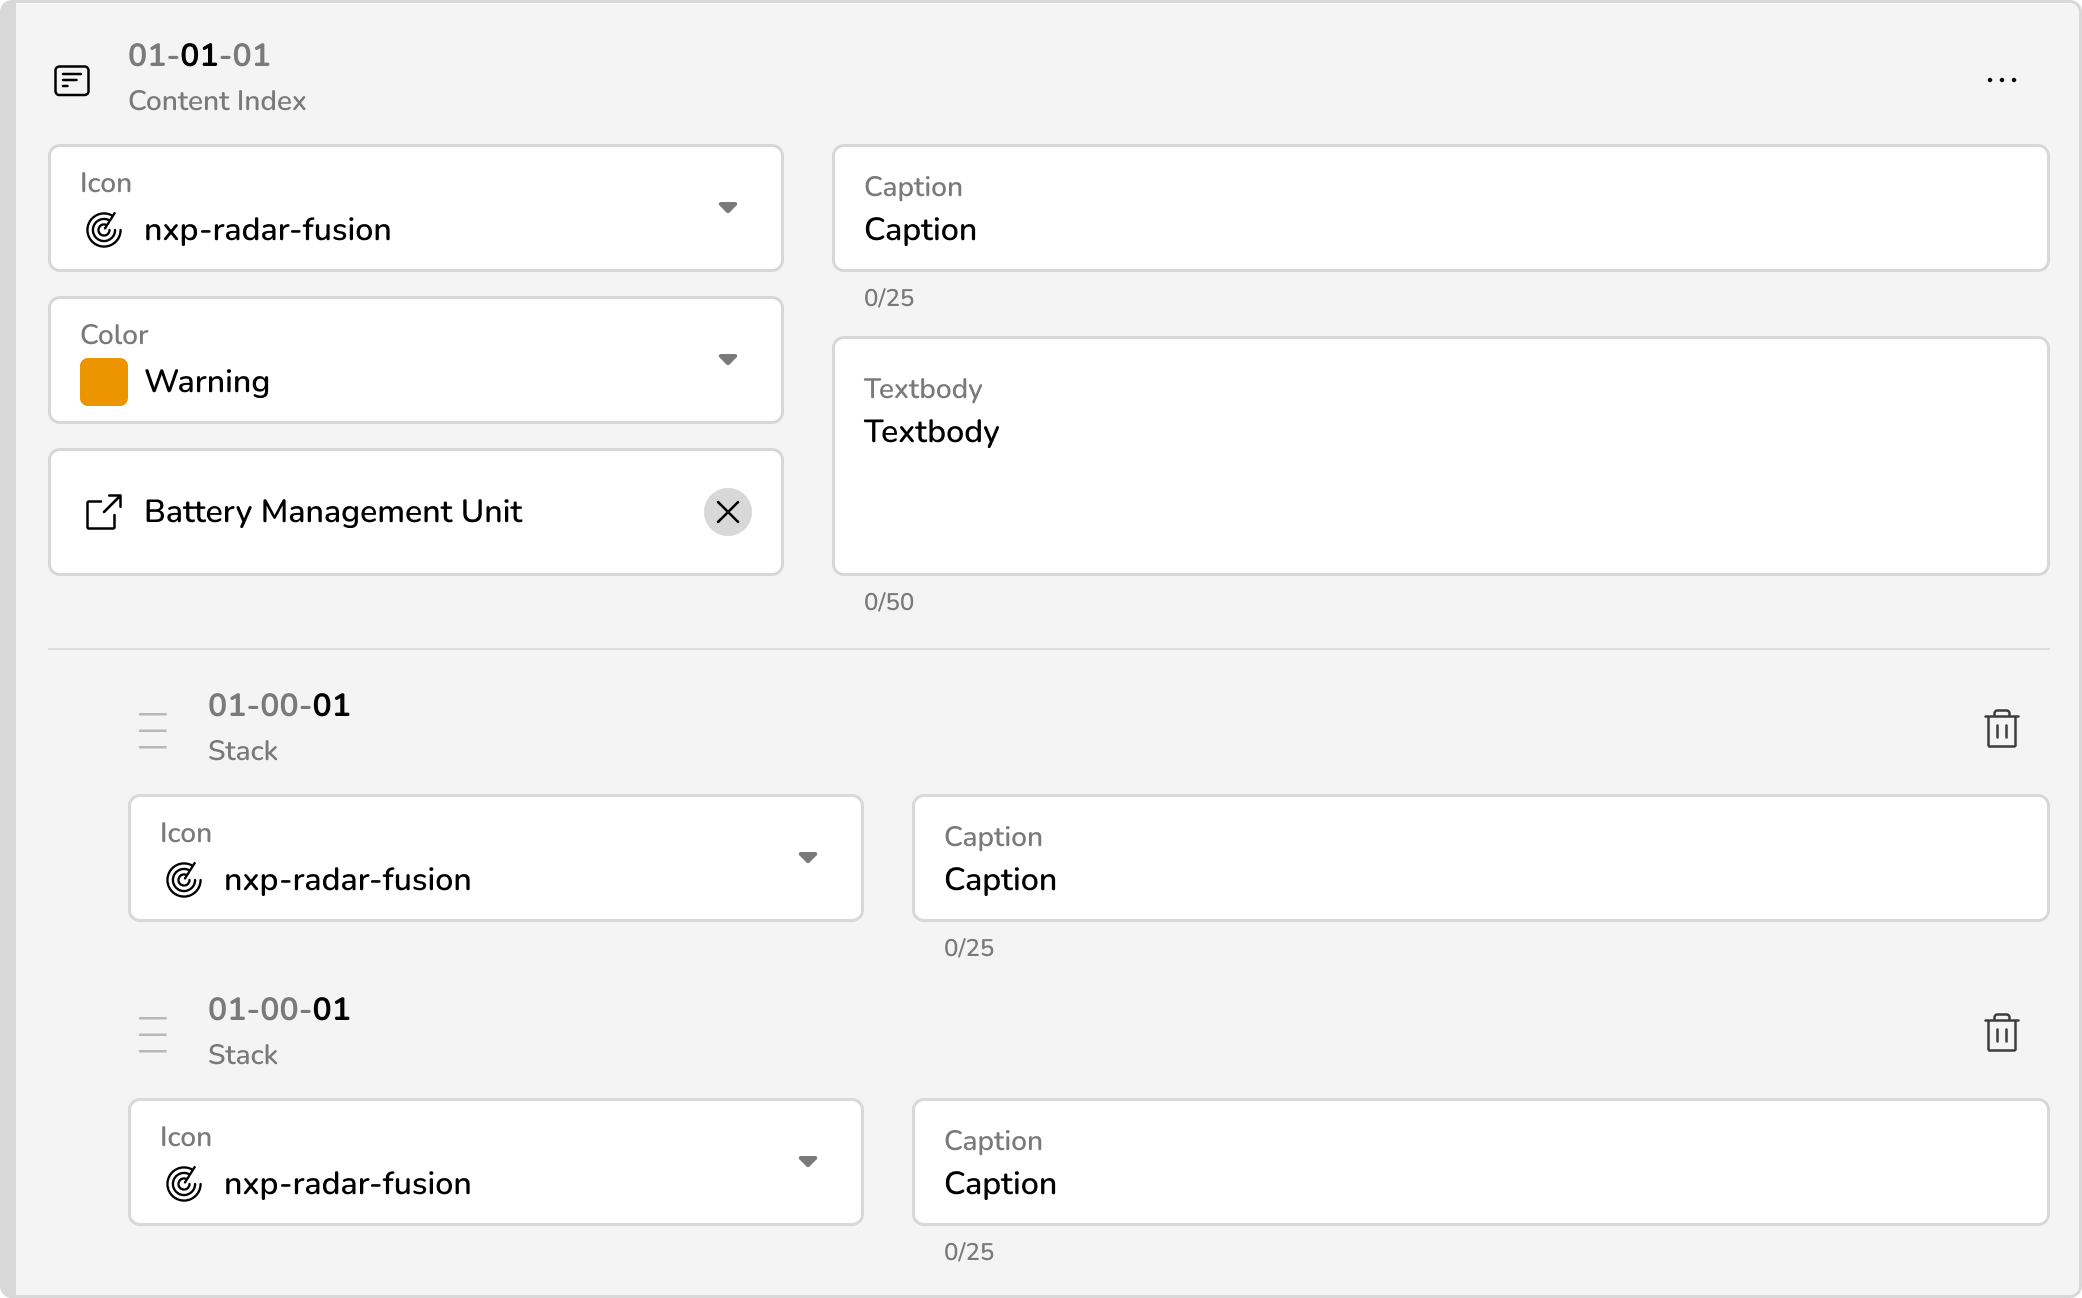 01-01-01
Content Index
...
Icon
nxp-radar-fusion
Caption
Caption
0/25
Color
Warning
Textbody
Textbody
Battery Management Unit
0/50
01-00-01
Stack
Icon
nxp-radar-fusion
Caption
Caption
0/25
01-00-01
Stack
Icon
nxp-radar-fusion
Caption
Caption
0/25